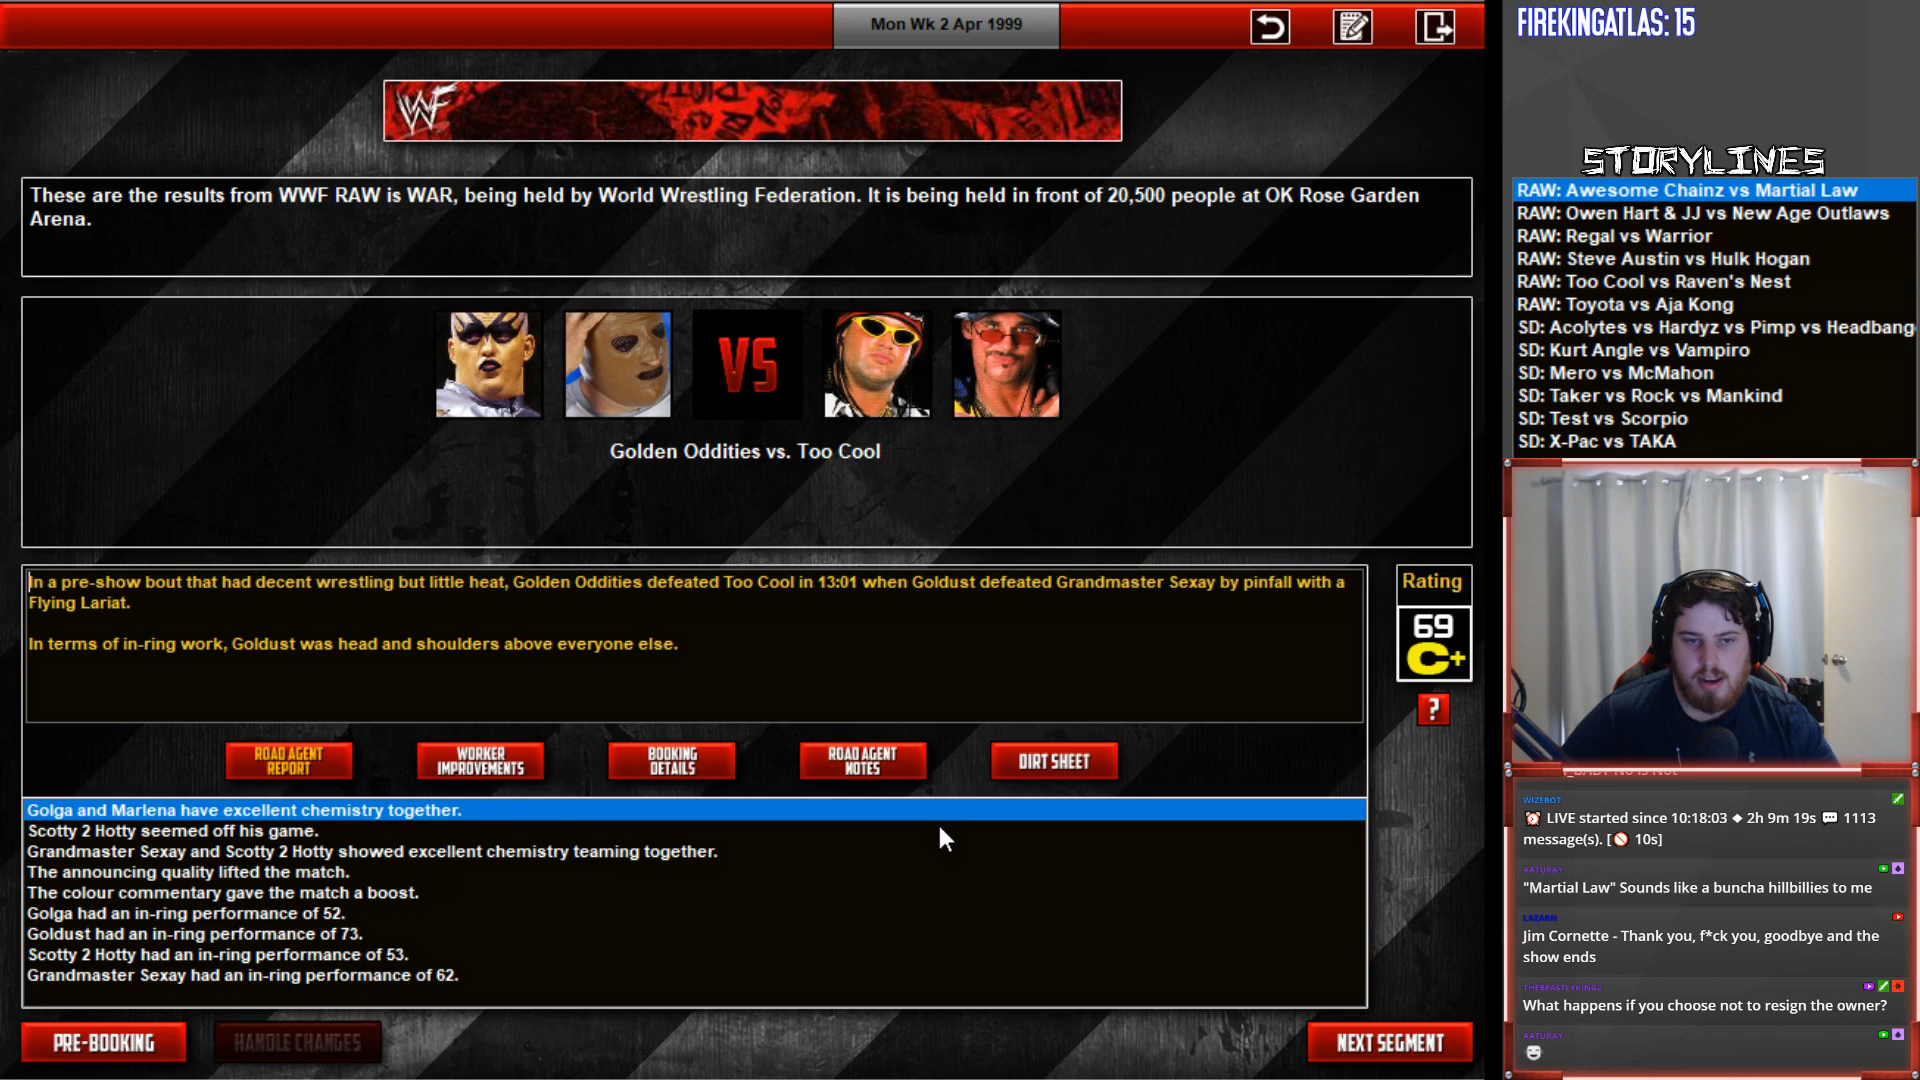 Mon Wk 2 Apr 1999
WF
These are the results from WWF RAW is WAR, being held by World Wrestling Federation. It is being held in front of 20,500 people at OK Rose Garden
Arena.
VS
Golden Oddities vs. Too Cool
In a pre-show bout that had decent wrestling but little heat, Golden Oddities defeated Too Cool in 13:01 when Goldust defeated Grandmaster Sexay by pinfall with a
Flying Lariat.
In terms of in-ring work, Goldust was head and shoulders above everyone else.
Rating
69
C+
?
ROAD AGENT
REPORT
WORKER
IMPROVEMENTS
BOOKING
DETAILS
ROAD AGENT
NOTES
DIRT SHEET
Golga and Marlena have excellent chemistry together.
Scotty 2 Hotty seemed off his game.
Grandmaster Sexay and Scotty 2 Hotty showed excellent chemistry teaming together.
The announcing quality lifted the match.
The colour commentary gave the match a boost.
Golga had an in-ring performance of 52.
Goldust had an in-ring performance of 73.
Scotty 2 Hotty had an in-ring performance of 53.
Grandmaster Sexay had an in-ring performance of 62.
PRE-BOOKING
HANDLE CHANGES
NEXT SEGMENT
FIREKINGATLAS: 15
STORYLINES
RAW: Awesome Chainz vs Martial Law
RAW: Owen Hart & JJ vs New Age Outlaws
RAW: Regal vs Warrior
RAW: Steve Austin vs Hulk Hogan
RAW: Too Cool vs Raven's Nest
RAW: Toyota vs Aja Kong
SD: Acolytes vs Hardyz vs Pimp vs Headbang
SD: Kurt Angle vs Vampiro
SD: Mero vs McMahon
SD: Taker vs Rock vs Mankind
SD: Test vs Scorpio
SD: X-Pac vs TAKA
WIZEBOT
LIVE started since 10:18:03 ◆ 2h 9m 19s 💬 1113
message(s). [🚫 10s]
AATURAY
"Martial Law" Sounds like a buncha hillbillies to me
LAZARN
Jim Cornette - Thank you, f*ck you, goodbye and the
show ends
THEBEASTLYKING2
What happens if you choose not to resign the owner?
AATURAY